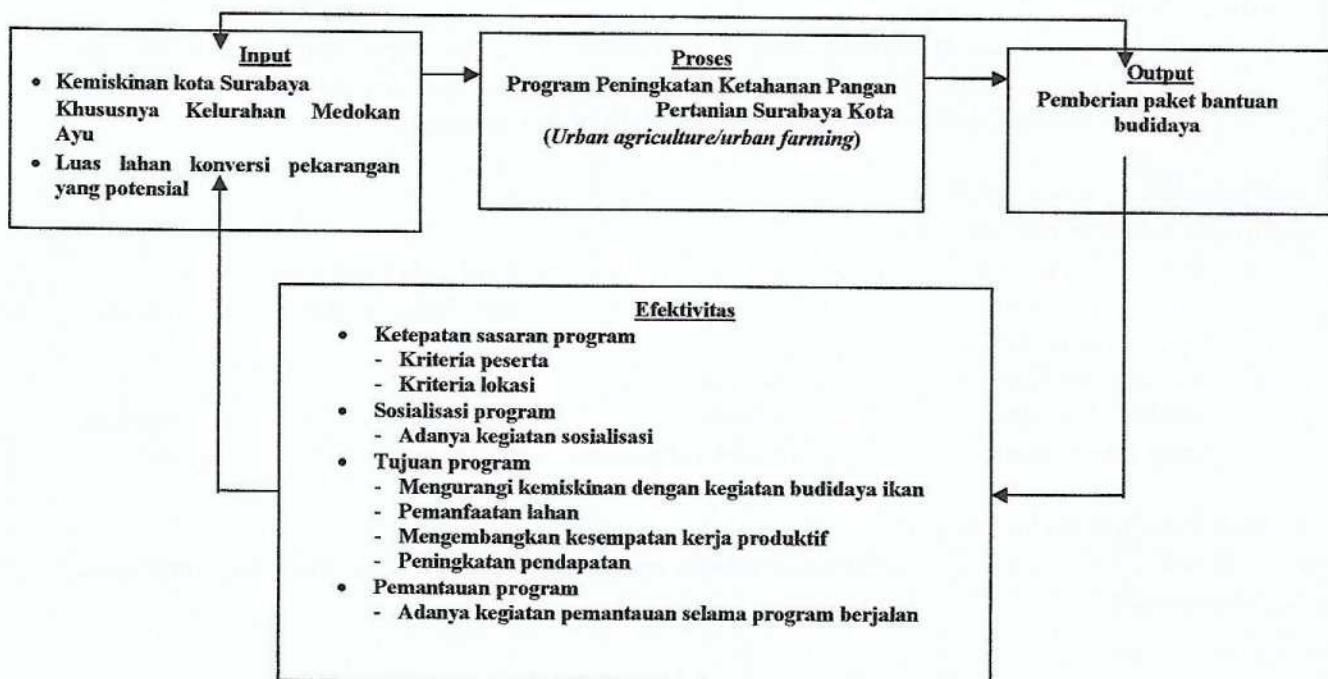 Input
• Kemiskinan kota Surabaya
Khususnya Kelurahan Medokan
Ayu
• Luas lahan konversi pekarangan
yang potensial
Proses
Program Peningkatan Ketahanan Pangan
Pertanian Surabaya Kota
(Urban agriculture/urban farming)
Output
Pemberian paket bantuan
budidaya
Efektivitas
• Ketepatan sasaran program
- Kriteria peserta
- Kriteria lokasi
• Sosialisasi program
- Adanya kegiatan sosialisasi
• Tujuan program
- Mengurangi kemiskinan dengan kegiatan budidaya ikan
- Pemanfaatan lahan
- Mengembangkan kesempatan kerja produktif
- Peningkatan pendapatan
• Pemantauan program
- Adanya kegiatan pemantauan selama program berjalan